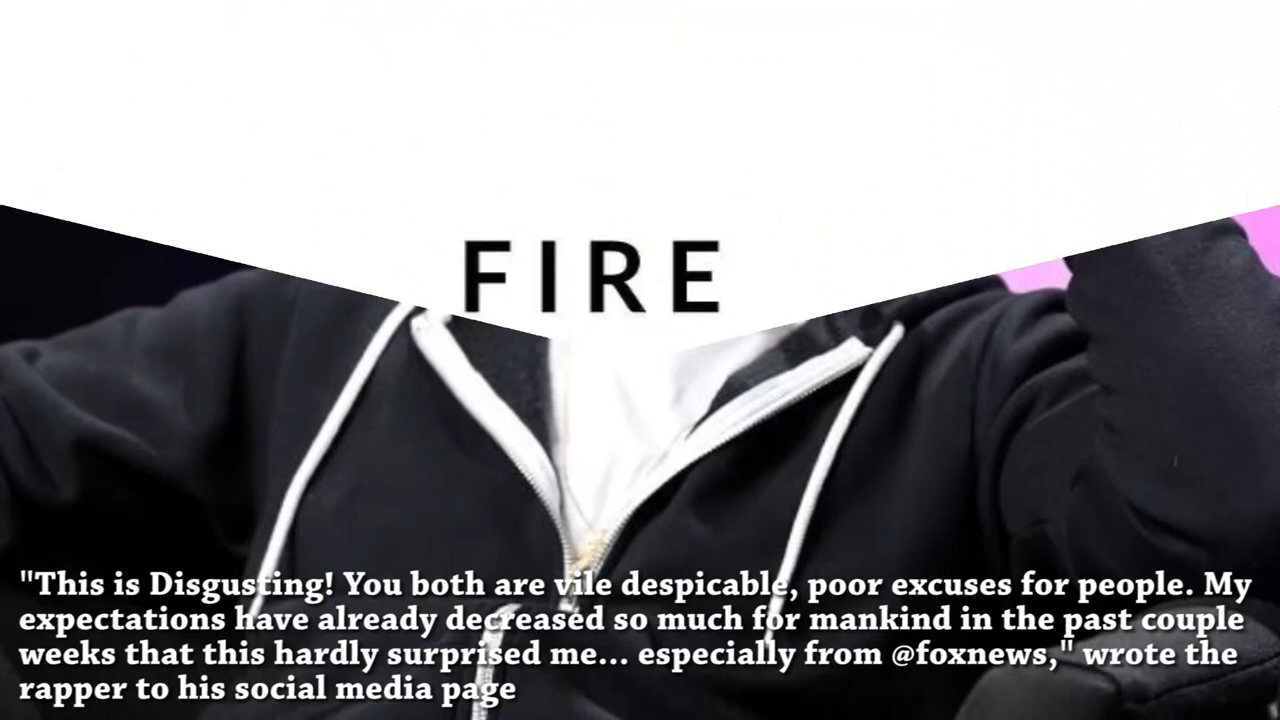 FIRE
"This is Disgusting! You both are vile despicable, poor excuses for people. My
expectations have already decreased so much for mankind in the past couple
weeks that this hardly surprised me... especially from @foxnews," wrote the
rapper to his social media page